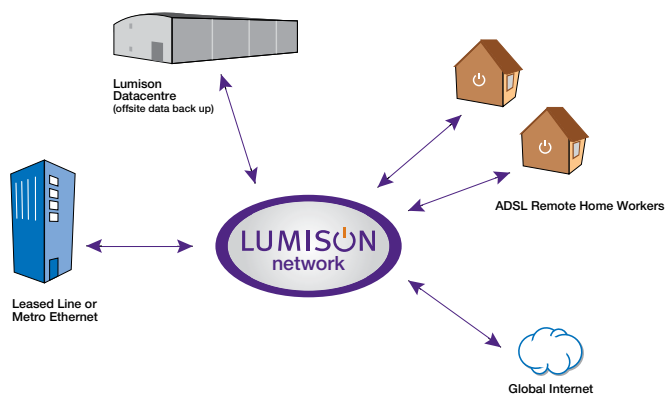 Lumison
Datacentre
(offsite data back up)
ADSL Remote Home Workers
LUMISON
network
Leased Line or
Metro Ethernet
Global Internet